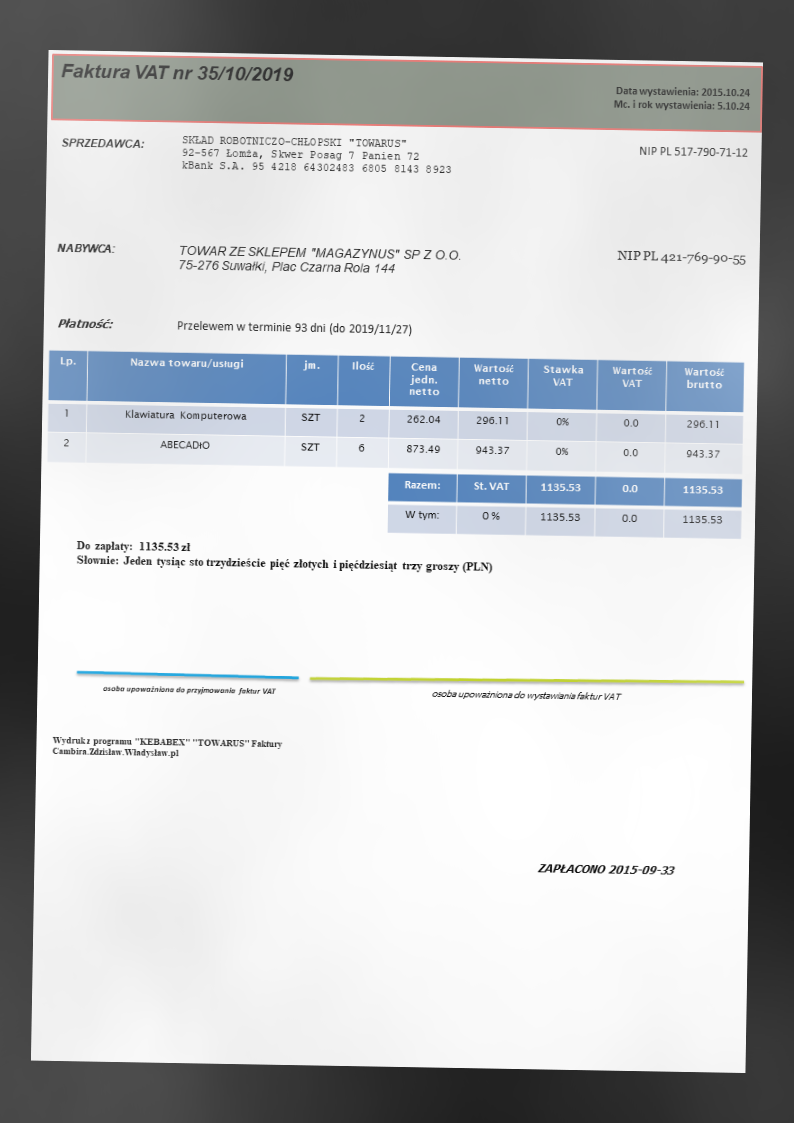 Faktura VAT nr 35/10/2019
Data wystawienia: 2015.10.24
Mc. i rok wystawienia: 5.10.24
SPRZEDAWCA:
SKŁAD ROBOTNICZO-CHŁOPSKI "TOWARUS"
92-567 Łomża, Skwer Posag 7 Panien 72
kBank S.A. 95 4218 64302483 6805 8143 8923
NIP PL 517-790-71-12
NABYWCA:
TOWAR ZE SKLEPEM "MAGAZYNUS" SP Z O.O.
75-276 Suwałki, Plac Czarna Rola 144
NIP PL 421-769-90-55
Płatność:
Przelewem w terminie 93 dni (do 2019/11/27)
Lp. Nazwa towaru/usługi jm. Ilość Cena jedn. netto Wartość netto Stawka VAT Wartość VAT Wartość brutto
1 Klawiatura Komputerowa SZT 2 262.04 296.11 0% 0.0 296.11
2 ABECADŁO SZT 6 873.49 943.37 0% 0.0 943.37
Razem: St. VAT 1135.53 0.0 1135.53
W tym: 0 % 1135.53 0.0 1135.53
Do zapłaty: 1135.53 zł
Słownie: Jeden tysiąc sto trzydzieście pięć złotych i pięćdziesiąt trzy groszy (PLN)
osoba upoważniona do przyjmowania faktur VAT
osoba upoważniona do wystawiania faktur VAT
Wydruk z programu "KEBABEX" "TOWARUS" Faktury
Cambira.Zdzisław.Władysław.pl
ZAPŁACONO 2015-09-33